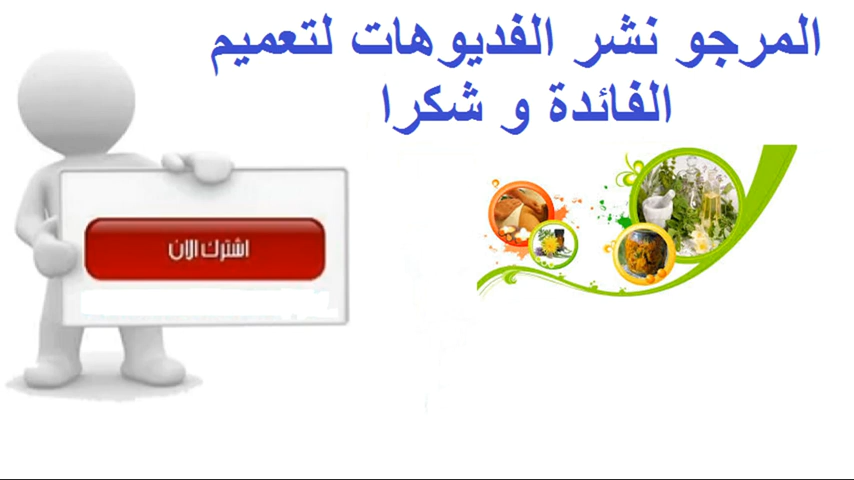 المرجو نشر الفديوهات لتعميم
الفائدة و شكرا
اشترك الان